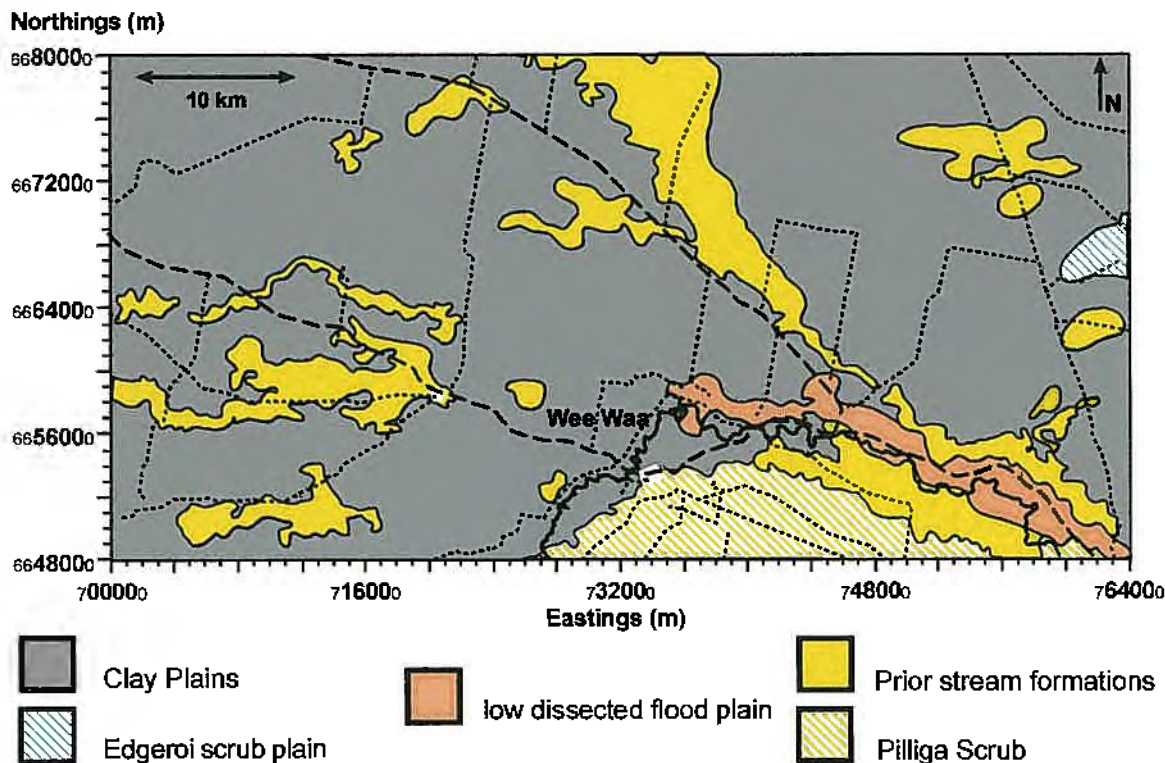 Northings (m)
6680000
10 km
N
6672000
6664000
Wee Waa
6656000
6648000
700000
716000
732000
748000
764000
Eastings (m)
Clay Plains
low dissected flood plain
Prior stream formations
Edgeroi scrub plain
Pilliga Scrub